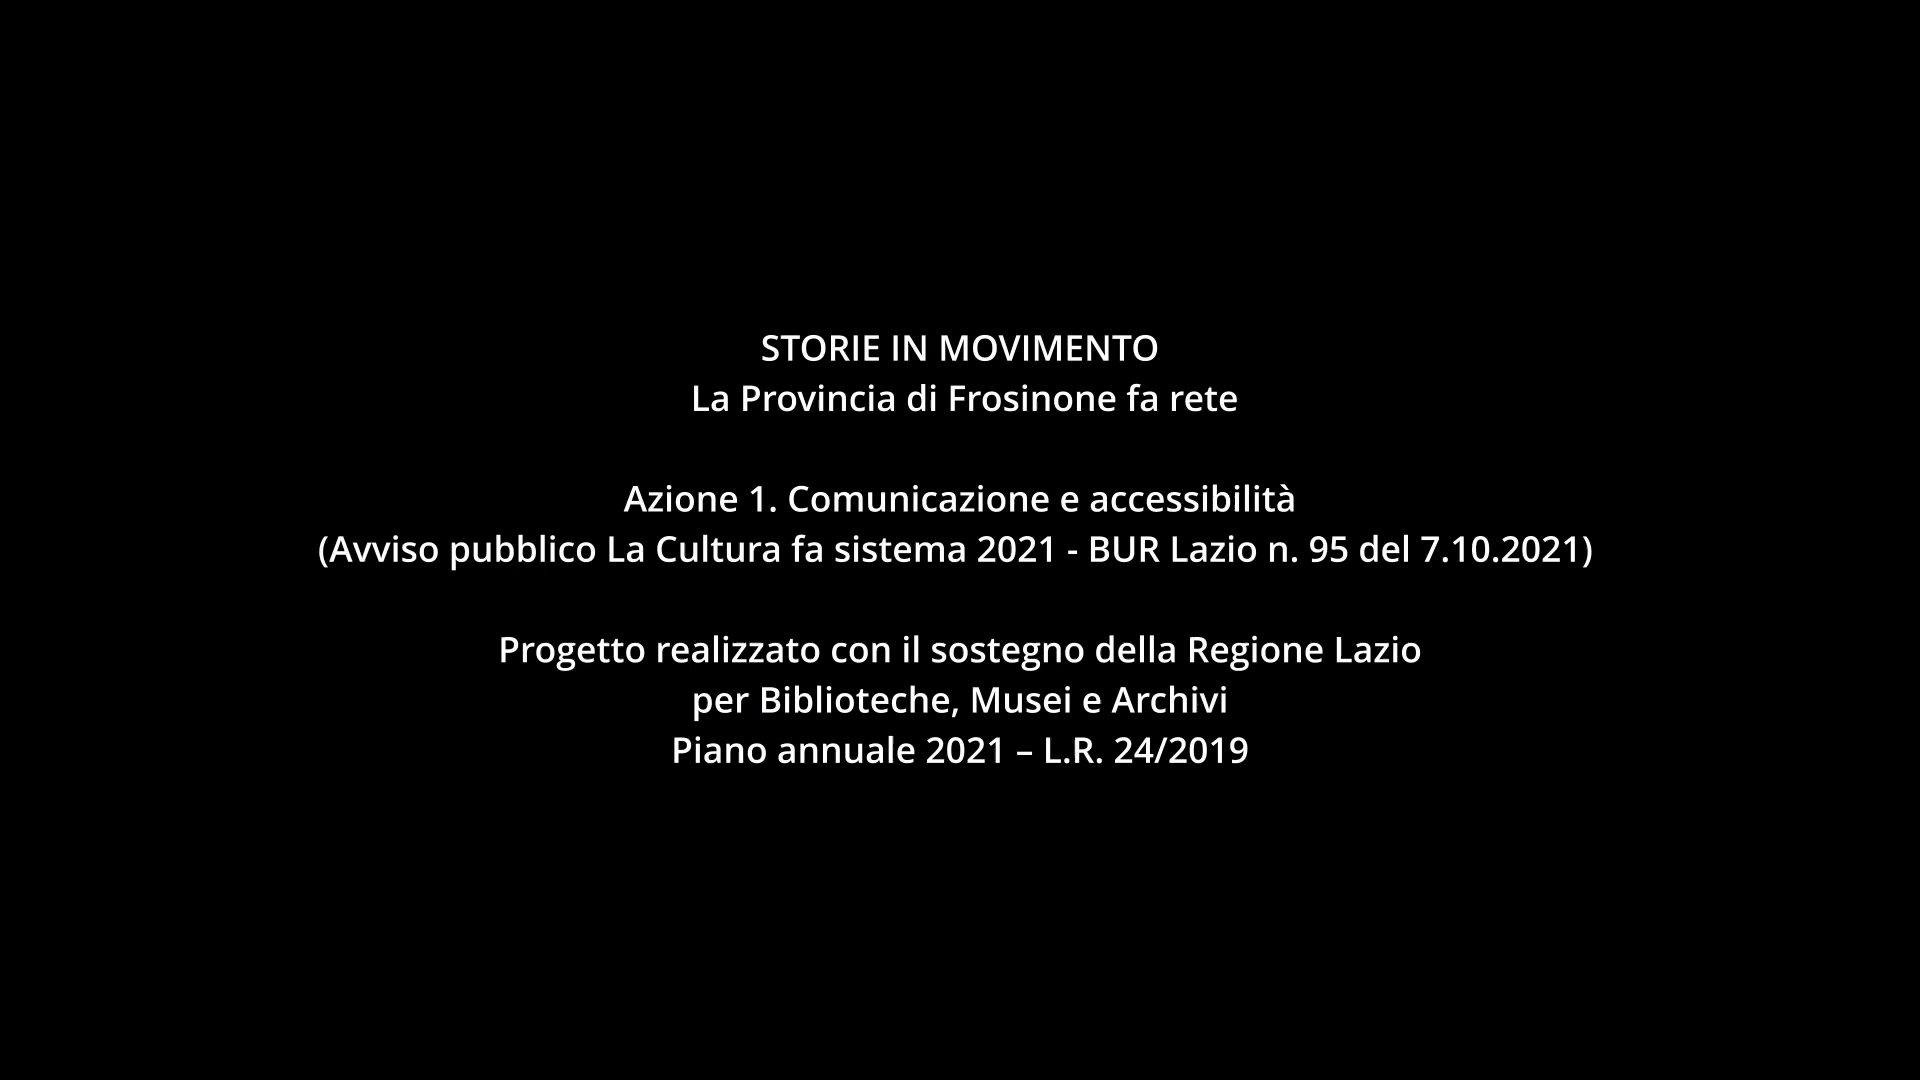 STORIE IN MOVIMENTO
La Provincia di Frosinone fa rete
Azione 1. Comunicazione e accessibilità
(Avviso pubblico La Cultura fa sistema 2021 - BUR Lazio n. 95 del 7.10.2021)
Progetto realizzato con il sostegno della Regione Lazio
per Biblioteche, Musei e Archivi
Piano annuale 2021 – L.R. 24/2019